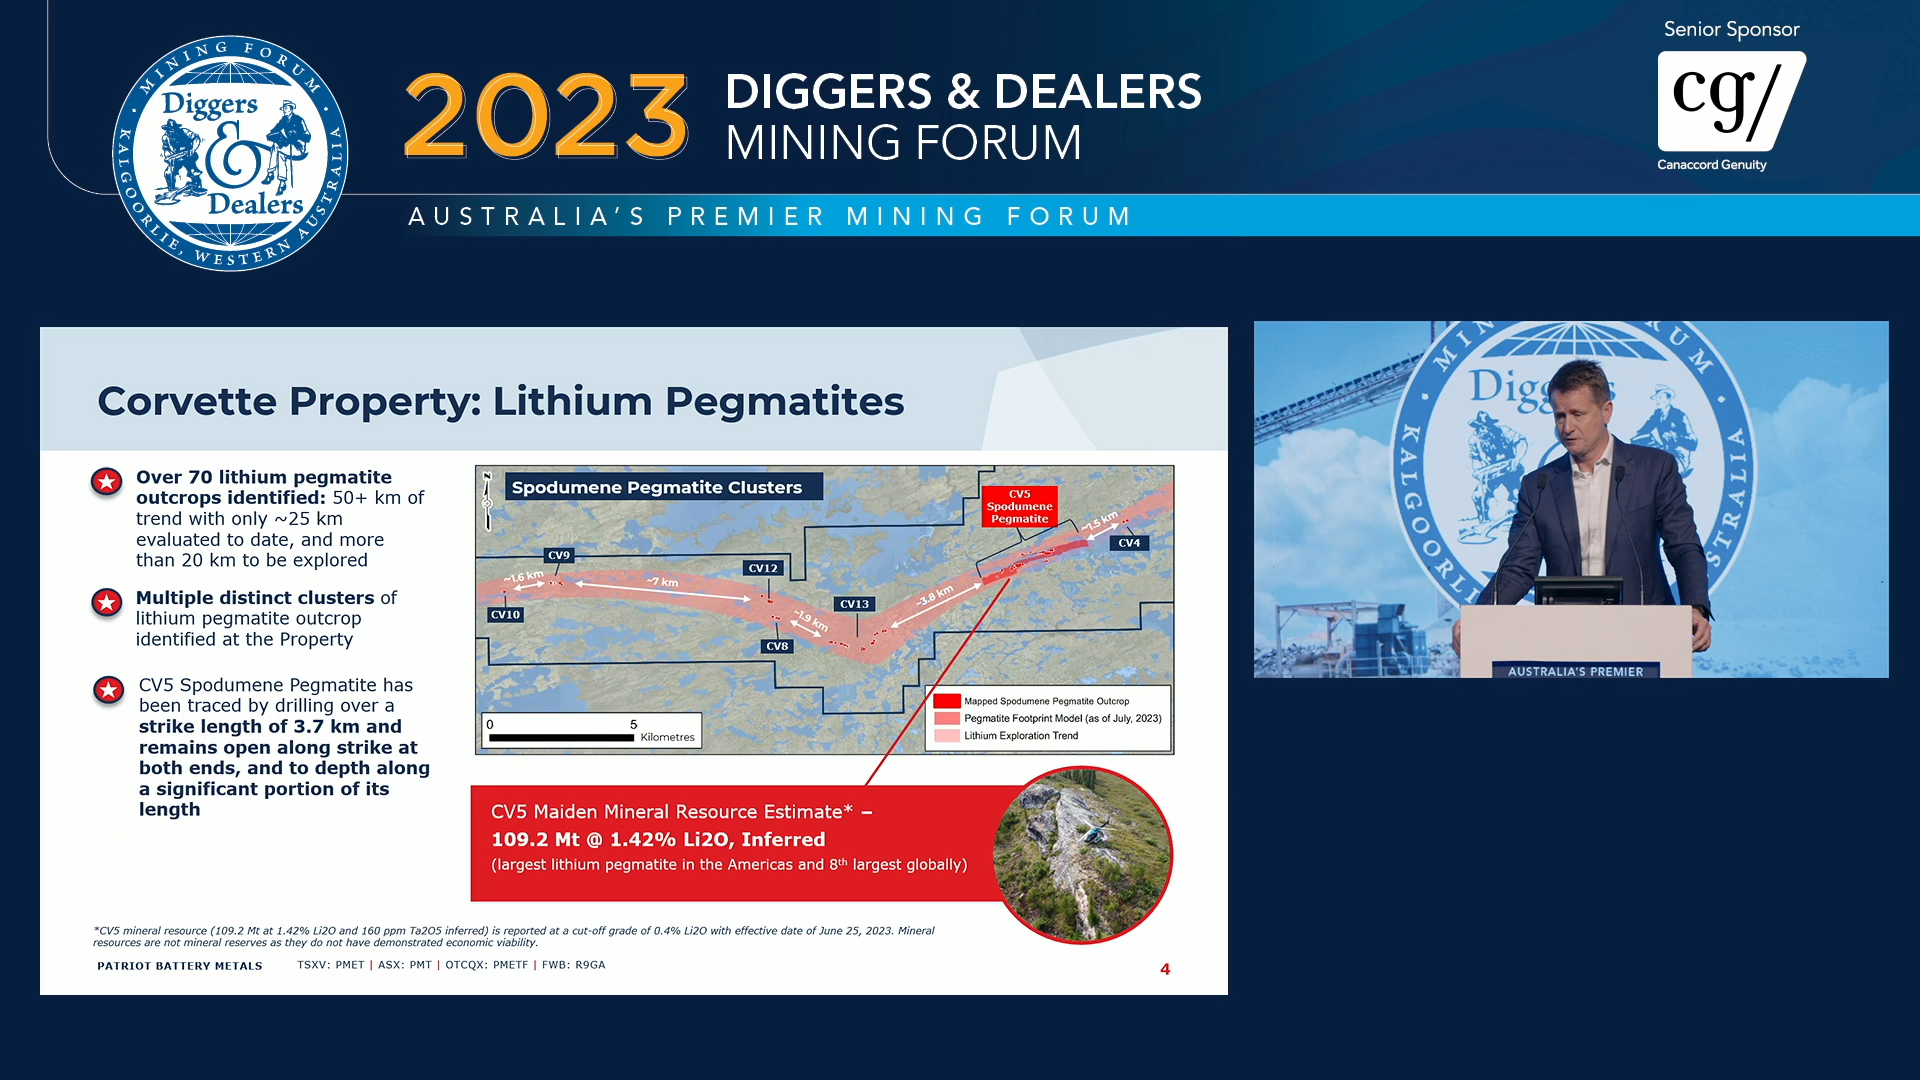 MINING FORUM
Diggers
&
Dealers
KALGOORLIE, WESTERN AUSTRALIA
2023 DIGGERS & DEALERS
MINING FORUM
AUSTRALIA'S PREMIER MINING FORUM
Senior Sponsor
cg/
Canaccord Genuity
Corvette Property: Lithium Pegmatites
Over 70 lithium pegmatite
outcrops identified: 50+ km of
trend with only ~25 km
evaluated to date, and more
than 20 km to be explored
Multiple distinct clusters of
lithium pegmatite outcrop
identified at the Property
CV5 Spodumene Pegmatite has
been traced by drilling over a
strike length of 3.7 km and
remains open along strike at
both ends, and to depth along
a significant portion of its
length
N
Spodumene Pegmatite Clusters
CV5
Spodumene
Pegmatite
~1.5 km
CV4
CV9
CV12
~1.6 km
~7 km
CV10
CV13
~3.8 km
~1.9 km
CV8
0 5
Kilometres
Mapped Spodumene Pegmatite Outcrop
Pegmatite Footprint Model (as of July, 2023)
Lithium Exploration Trend
CV5 Maiden Mineral Resource Estimate* –
109.2 Mt @ 1.42% Li2O, Inferred
(largest lithium pegmatite in the Americas and 8th largest globally)
*CV5 mineral resource (109.2 Mt at 1.42% Li2O and 160 ppm Ta2O5 inferred) is reported at a cut-off grade of 0.4% Li2O with effective date of June 25, 2023. Mineral
resources are not mineral reserves as they do not have demonstrated economic viability.
PATRIOT BATTERY METALS TSXV: PMET | ASX: PMT | OTCQX: PMETF | FWB: R9GA
4
AUSTRALIA'S PREMIER